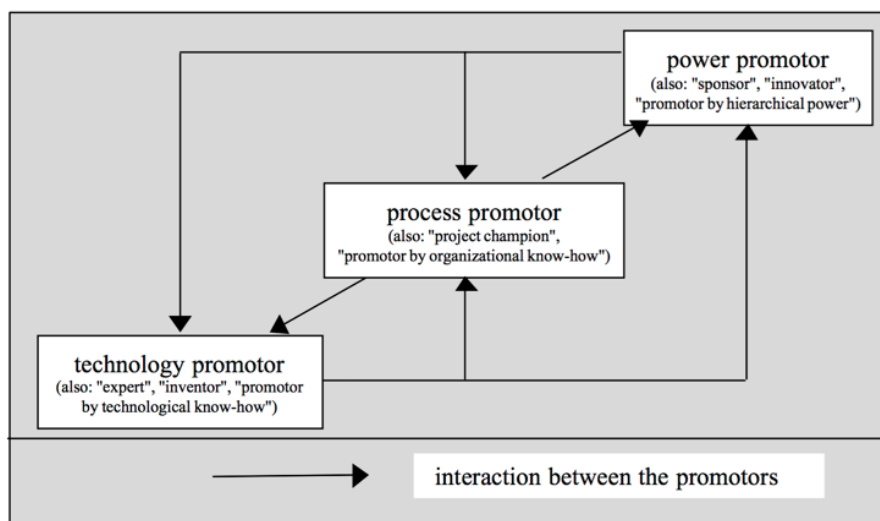 power promotor
(also: "sponsor", "innovator",
"promotor by hierarchical power")
process promotor
(also: "project champion",
"promotor by organizational know-how")
technology promotor
(also: "expert", "inventor", "promotor
by technological know-how")
interaction between the promotors